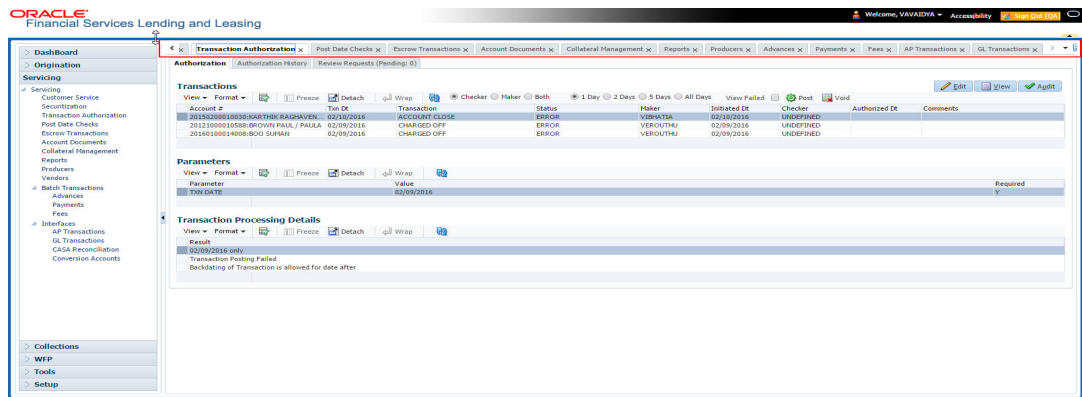 ORACLE
Financial Services Lending and Leasing
Welcome, VAVAIDYA Accessibility Sign Out [QA]
DashBoard
Origination
Servicing
Servicing
Customer Service
Securitization
Transaction Authorization
Post Date Checks
Escrow Transactions
Account Documents
Collateral Management
Reports
Producers
Vendors
Batch Transactions
Advances
Payments
Fees
Interfaces
AP Transactions
GL Transactions
CASA Reconciliation
Conversion Accounts
Collections
WFP
Tools
Setup
Transaction Authorization x Post Date Checks x Escrow Transactions x Account Documents x Collateral Management x Reports x Producers x Advances x Payments x Fees x AP Transactions x GL Transactions x
Authorization Authorization History Review Requests (Pending: 0)
Transactions
Edit View Audit
View Format Freeze Detach Wrap Checker Maker Both 1 Day 2 Days 5 Days All Days View Failed Post Void
Account # Txn Dt Transaction Status Maker Initiated Dt Checker Authorized Dt Comments
20150200010030:KARTHIK RAGHAVEN... 02/10/2016 ACCOUNT CLOSE ERROR VIBHATIA 02/10/2016 UNDEFINED
20121000010588:BROWN PAUL / PAULA 02/09/2016 CHARGED OFF ERROR VEROUTHU 02/09/2016 UNDEFINED
20160100014008:BOO SUMAN 02/09/2016 CHARGED OFF ERROR VEROUTHU 02/09/2016 UNDEFINED
Parameters
View Format Freeze Detach Wrap
Parameter Value Required
TXN DATE 02/09/2016 Y
Transaction Processing Details
View Format Freeze Detach Wrap
Result
02/09/2016 only
Transaction Posting Failed
Backdating of Transaction is allowed for date after